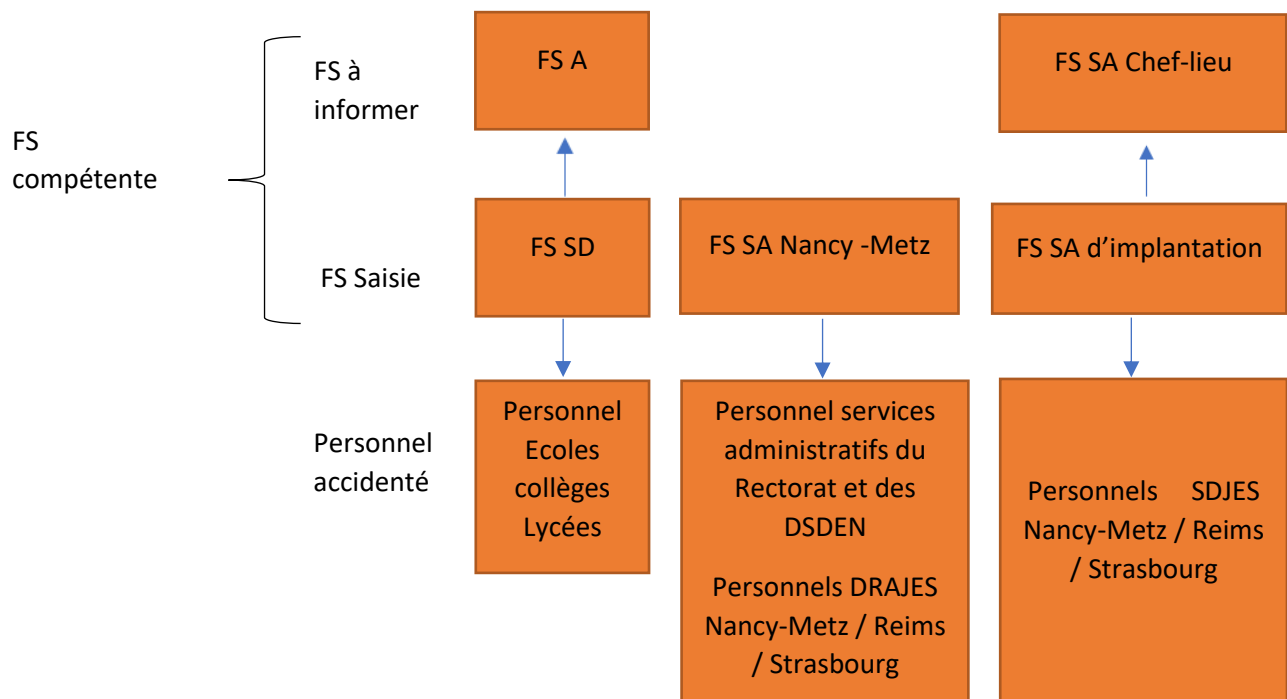 FS à
informer
FS A
FS SA Chef-lieu
FS
compétente
FS Saisie
FS SD
FS SA Nancy -Metz
FS SA d’implantation
Personnel
accidenté
Personnel
Ecoles
collèges
Lycées
Personnel services
administratifs du
Rectorat et des
DSDEN
Personnels DRAJES
Nancy-Metz / Reims
/ Strasbourg
Personnels SDJES
Nancy-Metz / Reims
/ Strasbourg